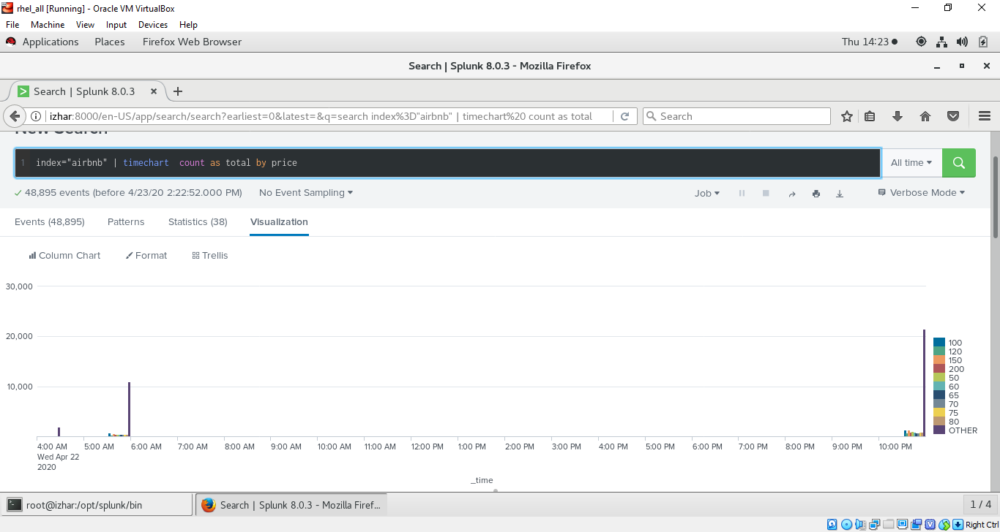 rhel_all [Running] - Oracle VM VirtualBox
File Machine View Input Devices Help
Applications Places Firefox Web Browser Thu 14:23
Search | Splunk 8.0.3 - Mozilla Firefox
Search | Splunk 8.0.3
izhar:8000/en-US/app/search/search?earliest=0&latest=&q=search index%3D"airbnb" | timechart%20 count as total
Search
New Search
1 index="airbnb" | timechart  count as total by price
All time
48,895 events (before 4/23/20 2:22:52.000 PM) No Event Sampling Job Verbose Mode
Events (48,895) Patterns Statistics (38) Visualization
Column Chart Format Trellis
30,000
20,000
10,000
100
120
150
200
50
60
65
70
75
80
OTHER
4:00 AM 5:00 AM 6:00 AM 7:00 AM 8:00 AM 9:00 AM 10:00 AM 11:00 AM 12:00 PM 1:00 PM 2:00 PM 3:00 PM 4:00 PM 5:00 PM 6:00 PM 7:00 PM 8:00 PM 9:00 PM 10:00 PM
Wed Apr 22
2020
_time
root@izhar:/opt/splunk/bin Search | Splunk 8.0.3 - Mozilla Firef... 1 / 4
Right Ctrl